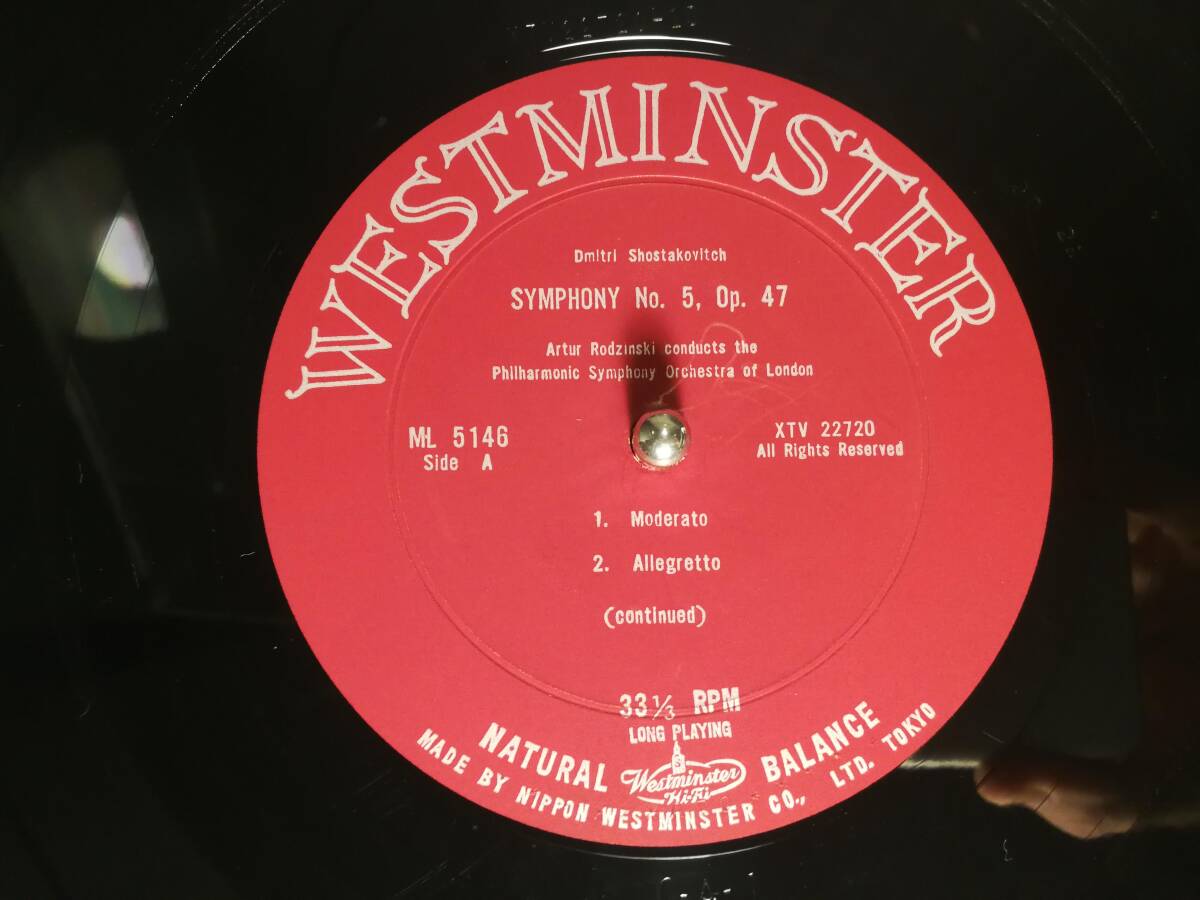 WESTMINSTER
Dmitri Shostakovitch
SYMPHONY No. 5, Op. 47
Artur Rodzinski conducts the
Philharmonic Symphony Orchestra of London
ML 5146
Side A
XTV 22720
All Rights Reserved
1. Moderato
2. Allegretto
(continued)
33 1/3 RPM
LONG PLAYING
NATURAL BALANCE
Westminster
Hi-Fi
MADE BY NIPPON WESTMINSTER CO., LTD. TOKYO